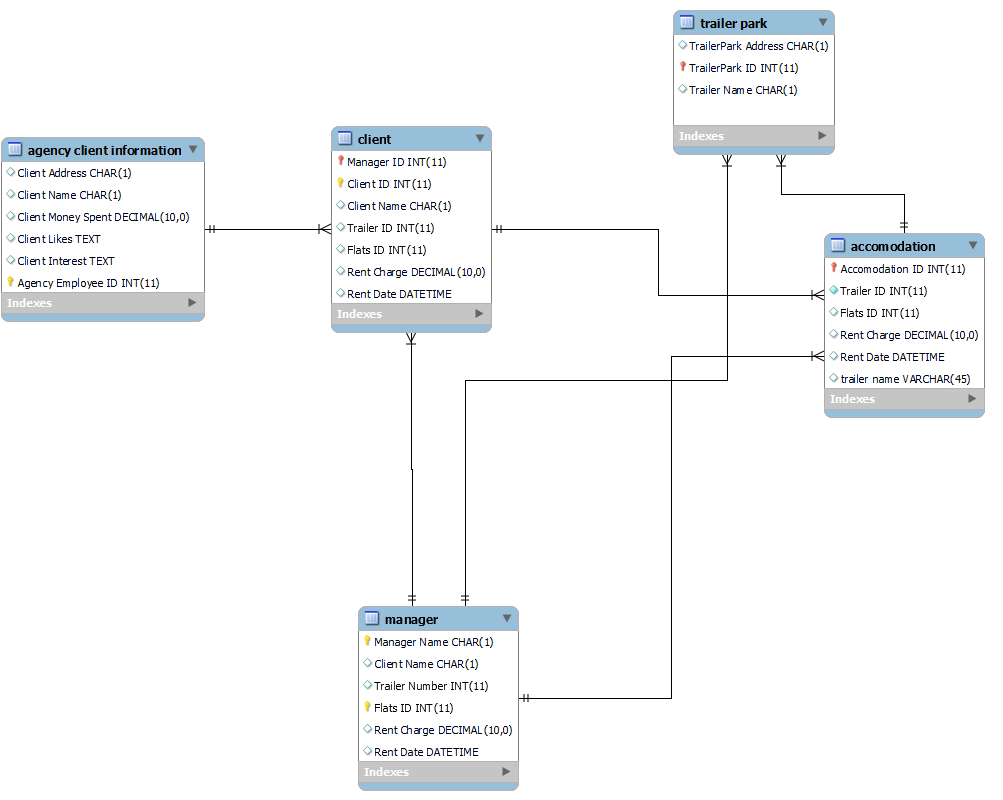 trailer park
TrailerPark Address CHAR(1)
TrailerPark ID INT(11)
Trailer Name CHAR(1)
Indexes
agency client information
Client Address CHAR(1)
Client Name CHAR(1)
Client Money Spent DECIMAL(10,0)
Client Likes TEXT
Client Interest TEXT
Agency Employee ID INT(11)
Indexes
client
Manager ID INT(11)
Client ID INT(11)
Client Name CHAR(1)
Trailer ID INT(11)
Flats ID INT(11)
Rent Charge DECIMAL(10,0)
Rent Date DATETIME
Indexes
accomodation
Accomodation ID INT(11)
Trailer ID INT(11)
Flats ID INT(11)
Rent Charge DECIMAL(10,0)
Rent Date DATETIME
trailer name VARCHAR(45)
Indexes
manager
Manager Name CHAR(1)
Client Name CHAR(1)
Trailer Number INT(11)
Flats ID INT(11)
Rent Charge DECIMAL(10,0)
Rent Date DATETIME
Indexes